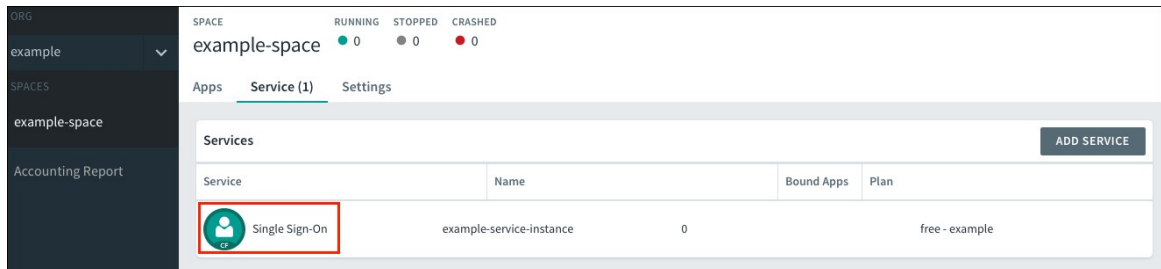 ORG
example
SPACES
example-space
Accounting Report
SPACE RUNNING STOPPED CRASHED
example-space 0 0 0
Apps Service (1) Settings
Services ADD SERVICE
Service Name Bound Apps Plan
Single Sign-On example-service-instance 0 free - example
CF